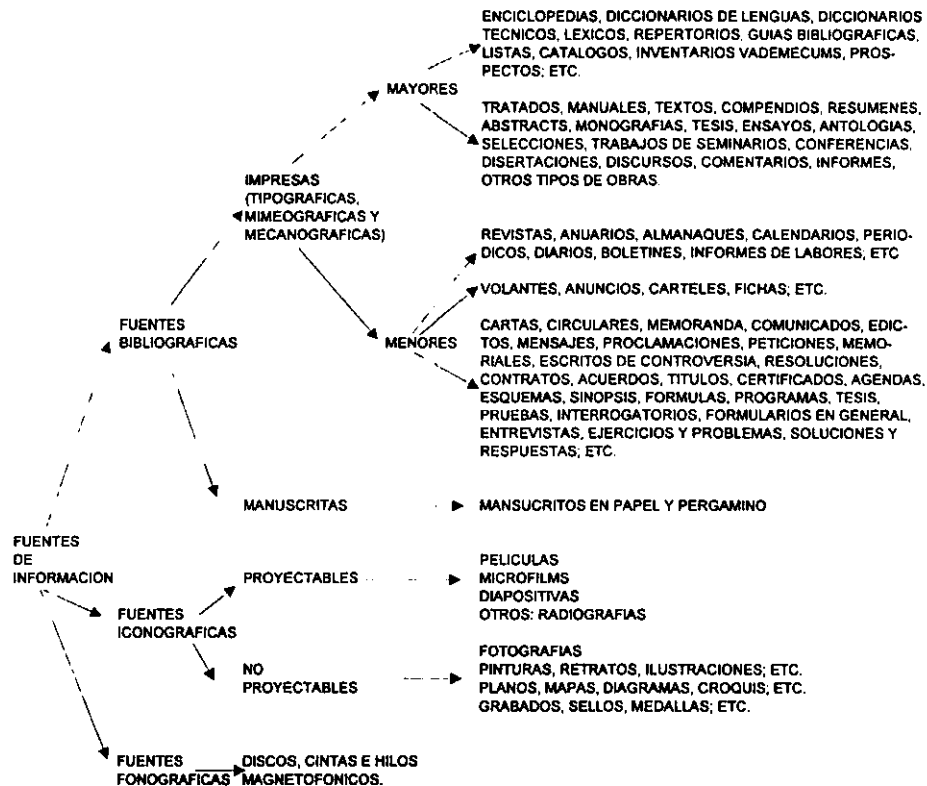 ENCICLOPEDIAS, DICCIONARIOS DE LENGUAS, DICCIONARIOS
TECNICOS, LEXICOS, REPERTORIOS, GUIAS BIBLIOGRAFICAS,
LISTAS, CATALOGOS, INVENTARIOS VADEMECUMS, PROS-
PECTOS; ETC.
MAYORES
TRATADOS, MANUALES, TEXTOS, COMPENDIOS, RESUMENES,
ABSTRACTS, MONOGRAFIAS, TESIS, ENSAYOS, ANTOLOGIAS,
SELECCIONES, TRABAJOS DE SEMINARIOS, CONFERENCIAS,
DISERTACIONES, DISCURSOS, COMENTARIOS, INFORMES,
OTROS TIPOS DE OBRAS.
IMPRESAS
(TIPOGRAFICAS,
MIMEOGRAFICAS Y
MECANOGRAFICAS)
REVISTAS, ANUARIOS, ALMANAQUES, CALENDARIOS, PERIO-
DICOS, DIARIOS, BOLETINES, INFORMES DE LABORES; ETC
VOLANTES, ANUNCIOS, CARTELES, FICHAS; ETC.
FUENTES
BIBLIOGRAFICAS
MENORES
CARTAS, CIRCULARES, MEMORANDA, COMUNICADOS, EDIC-
TOS, MENSAJES, PROCLAMACIONES, PETICIONES, MEMO-
RIALES, ESCRITOS DE CONTROVERSIA, RESOLUCIONES,
CONTRATOS, ACUERDOS, TITULOS, CERTIFICADOS, AGENDAS,
ESQUEMAS, SINOPSIS, FORMULAS, PROGRAMAS, TESIS,
PRUEBAS, INTERROGATORIOS, FORMULARIOS EN GENERAL,
ENTREVISTAS, EJERCICIOS Y PROBLEMAS, SOLUCIONES Y
RESPUESTAS; ETC.
MANUSCRITAS
MANSUCRITOS EN PAPEL Y PERGAMINO
FUENTES
DE
INFORMACION
PROYECTABLES
PELICULAS
MICROFILMS
DIAPOSITIVAS
OTROS: RADIOGRAFIAS
FUENTES
ICONOGRAFICAS
NO
PROYECTABLES
FOTOGRAFIAS
PINTURAS, RETRATOS, ILUSTRACIONES; ETC.
PLANOS, MAPAS, DIAGRAMAS, CROQUIS; ETC.
GRABADOS, SELLOS, MEDALLAS; ETC.
FUENTES
FONOGRAFICAS
DISCOS, CINTAS E HILOS
MAGNETOFONICOS.